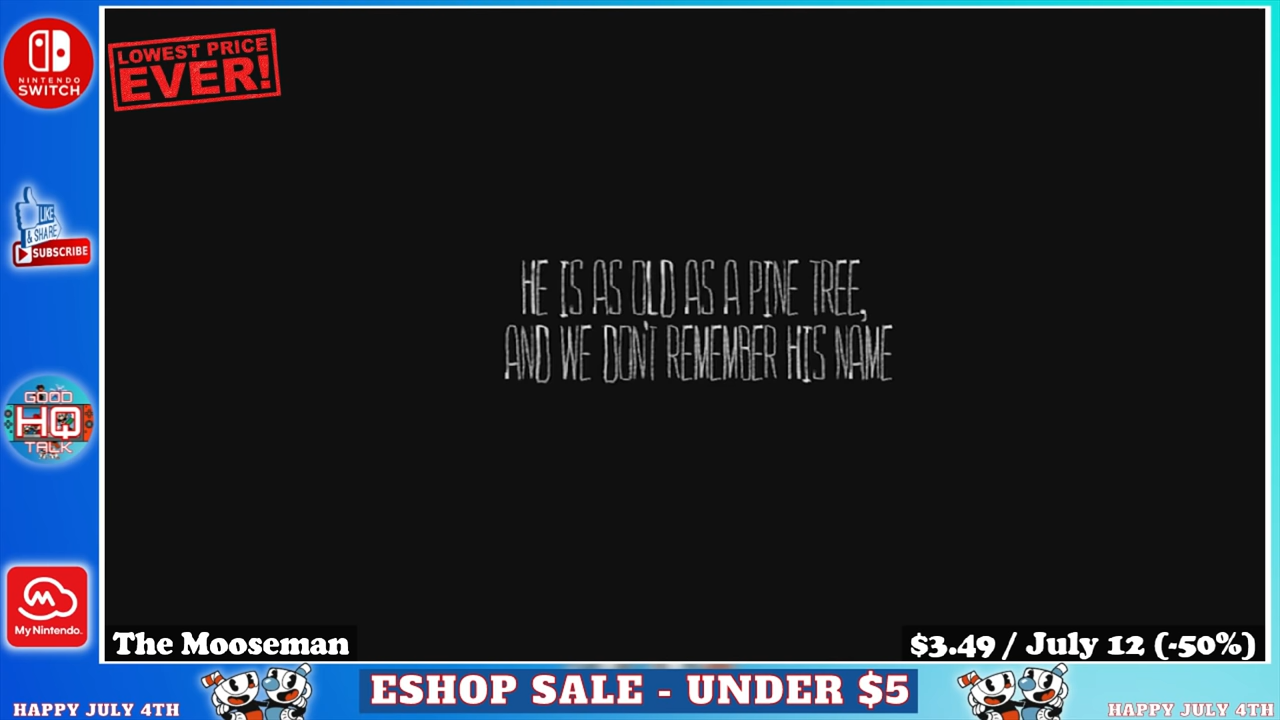 NINTENDO
SWITCH
LOWEST PRICE
EVER!
LIKE
& SHARE
SUBSCRIBE
HE IS AS OLD AS A PINE TREE,
AND WE DON'T REMEMBER HIS NAME
GOOD
HQ
TALK
My Nintendo.
The Mooseman
$3.49 / July 12 (-50%)
HAPPY JULY 4TH
ESHOP SALE - UNDER $5
HAPPY JULY 4TH